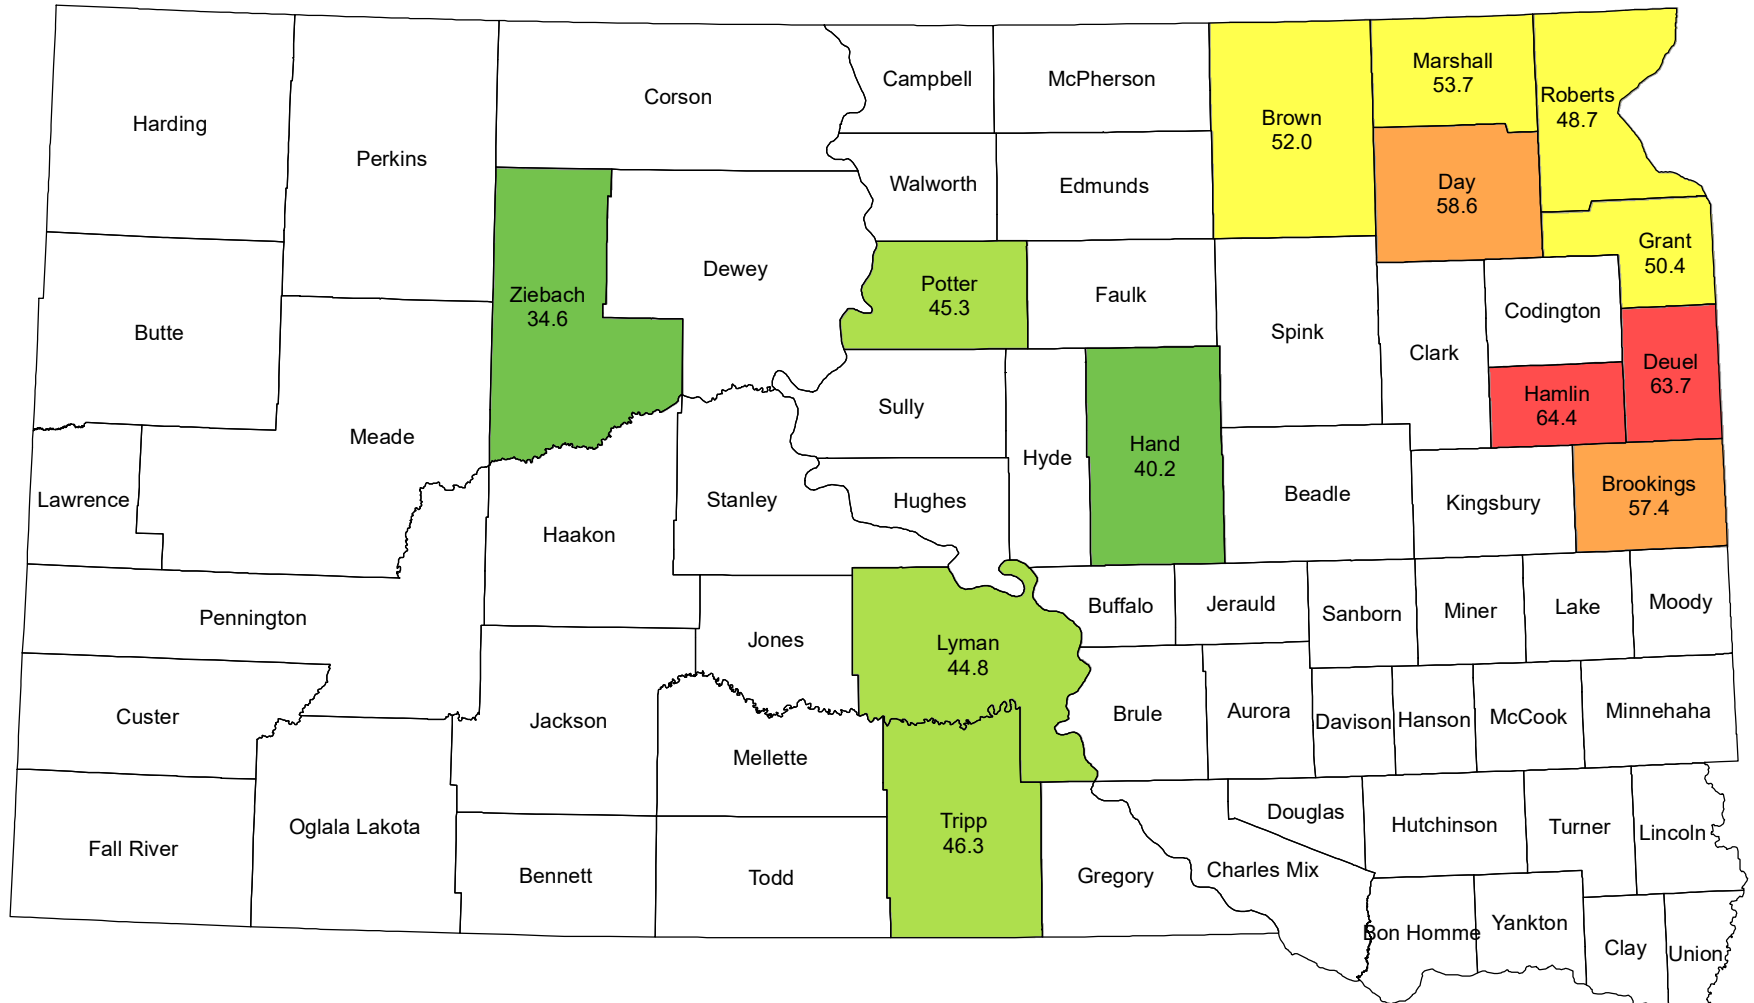 Harding
Perkins
Corson
Campbell
McPherson
Brown
52.0
Marshall
53.7
Roberts
48.7
Walworth
Edmunds
Day
58.6
Butte
Ziebach
34.6
Dewey
Potter
45.3
Faulk
Spink
Clark
Codington
Grant
50.4
Meade
Sully
Hyde
Hand
40.2
Hamlin
64.4
Deuel
63.7
Lawrence
Haakon
Stanley
Hughes
Beadle
Kingsbury
Brookings
57.4
Pennington
Jones
Lyman
44.8
Buffalo
Jerauld
Sanborn
Miner
Lake
Moody
Custer
Jackson
Mellette
Brule
Aurora
Davison
Hanson
McCook
Minnehaha
Fall River
Oglala Lakota
Bennett
Todd
Tripp
46.3
Gregory
Charles Mix
Douglas
Hutchinson
Turner
Lincoln
Bon Homme
Yankton
Clay
Union